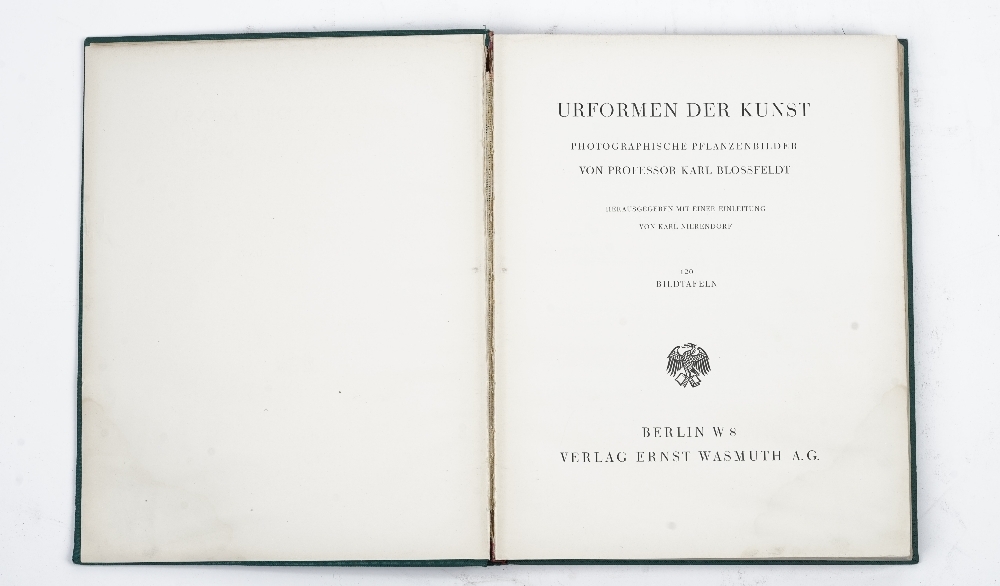 URFORMEN DER KUNST
PHOTOGRAPHISCHE PFLANZENBILDER
VON PROFESSOR KARL BLOSSFELDT
HERAUSGEGEBEN MIT EINER EINLEITUNG
VON KARL NIERENDORF
120
BILDTAFELN
BERLIN W 8
VERLAG ERNST WASMUTH A.G.